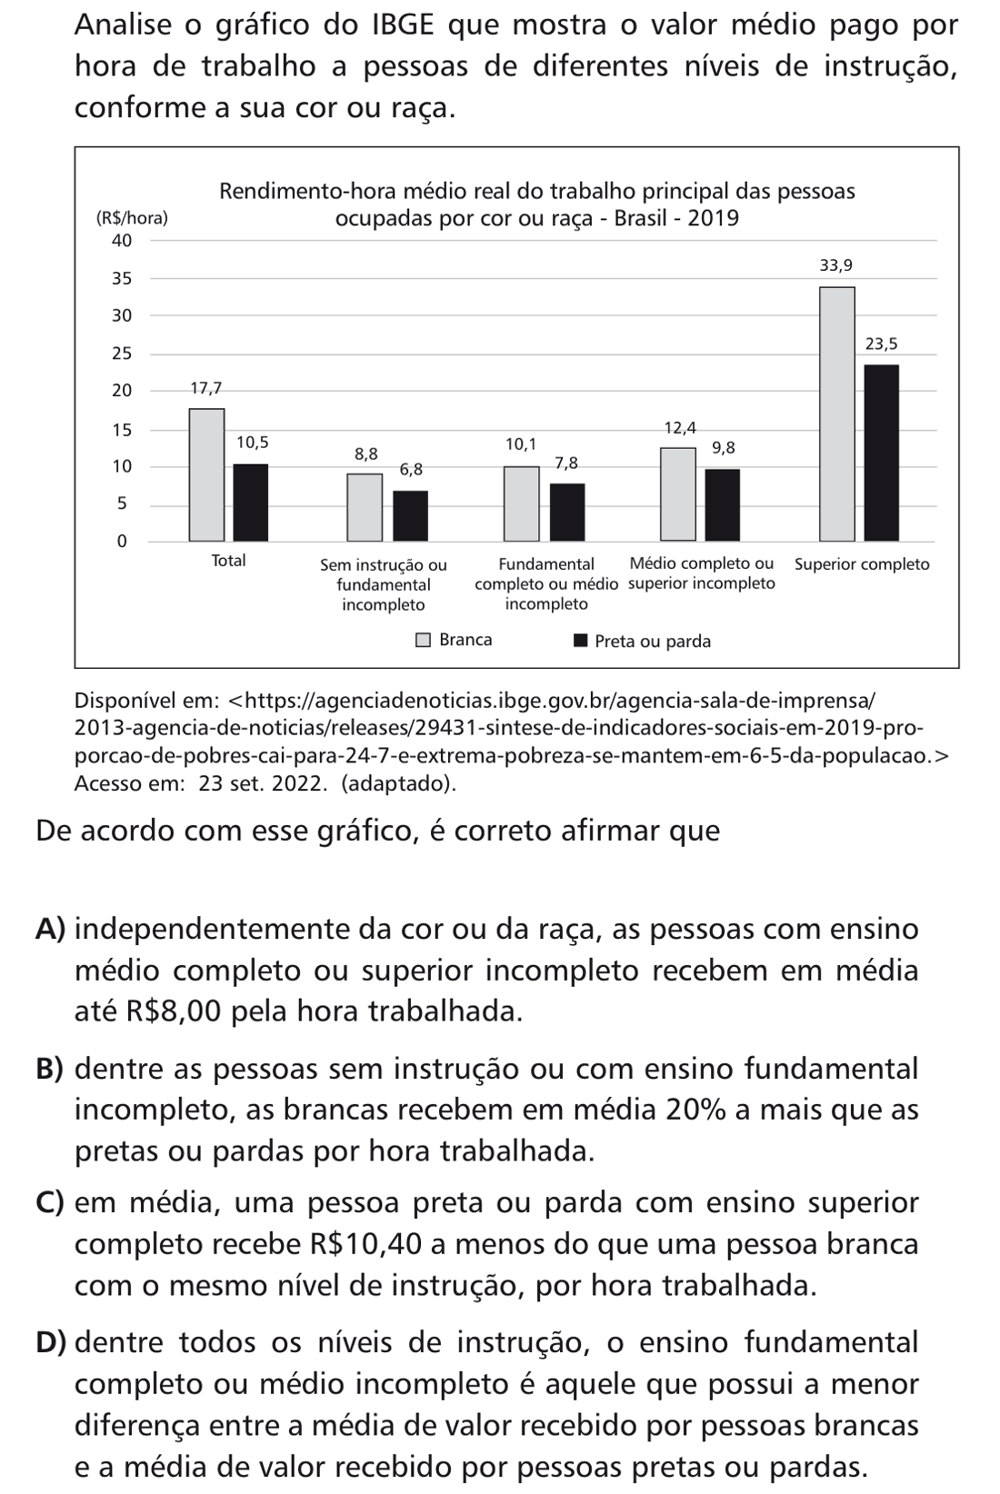 Analise o gráfico do IBGE que mostra o valor médio pago por
hora de trabalho a pessoas de diferentes níveis de instrução,
conforme a sua cor ou raça.
Rendimento-hora médio real do trabalho principal das pessoas
ocupadas por cor ou raça - Brasil - 2019
(R$/hora)
40
35
30
25
20
15
10
5
0
17,7
10,5
8,8
6,8
10,1
7,8
12,4
9,8
33,9
23,5
Total
Sem instrução ou
fundamental
incompleto
Fundamental
completo ou médio
incompleto
Médio completo ou
superior incompleto
Superior completo
Branca
Preta ou parda
Disponível em: <https://agenciadenoticias.ibge.gov.br/agencia-sala-de-imprensa/
2013-agencia-de-noticias/releases/29431-sintese-de-indicadores-sociais-em-2019-pro-
porcao-de-pobres-cai-para-24-7-e-extrema-pobreza-se-mantem-em-6-5-da-populacao.>
Acesso em: 23 set. 2022. (adaptado).
De acordo com esse gráfico, é correto afirmar que
A) independentemente da cor ou da raça, as pessoas com ensino
médio completo ou superior incompleto recebem em média
até R$8,00 pela hora trabalhada.
B) dentre as pessoas sem instrução ou com ensino fundamental
incompleto, as brancas recebem em média 20% a mais que as
pretas ou pardas por hora trabalhada.
C) em média, uma pessoa preta ou parda com ensino superior
completo recebe R$10,40 a menos do que uma pessoa branca
com o mesmo nível de instrução, por hora trabalhada.
D) dentre todos os níveis de instrução, o ensino fundamental
completo ou médio incompleto é aquele que possui a menor
diferença entre a média de valor recebido por pessoas brancas
e a média de valor recebido por pessoas pretas ou pardas.